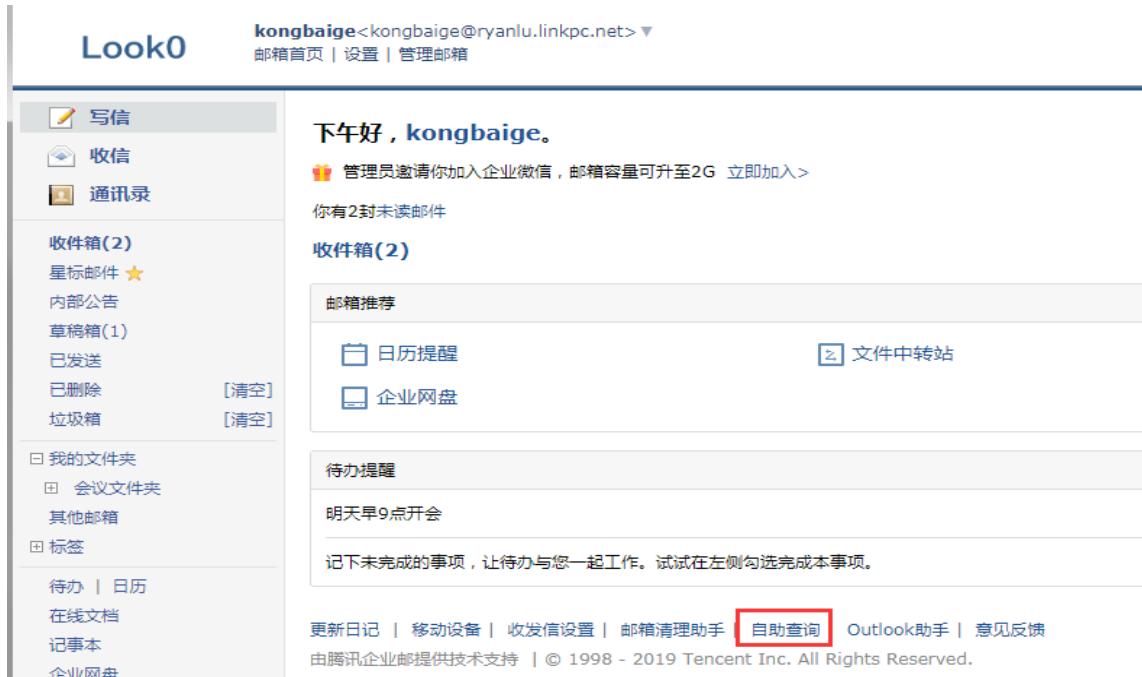 Look0
kongbaige<kongbaige@ryanlu.linkpc.net>
邮箱首页 | 设置 | 管理邮箱
写信
收信
通讯录
收件箱(2)
星标邮件
内部公告
草稿箱(1)
已发送
已删除 [清空]
垃圾箱 [清空]
我的文件夹
会议文件夹
其他邮箱
标签
待办 | 日历
在线文档
记事本
企业网盘
下午好，kongbaige。
管理员邀请你加入企业微信，邮箱容量可升至2G 立即加入>
你有2封未读邮件
收件箱(2)
邮箱推荐
日历提醒 文件中转站
企业网盘
待办提醒
明天早9点开会
记下未完成的事项，让待办与您一起工作。试试在左侧勾选完成本事项。
更新日记 | 移动设备 | 收发信设置 | 邮箱清理助手 | 自助查询 Outlook助手 | 意见反馈
由腾讯企业邮提供技术支持 | © 1998 - 2019 Tencent Inc. All Rights Reserved.